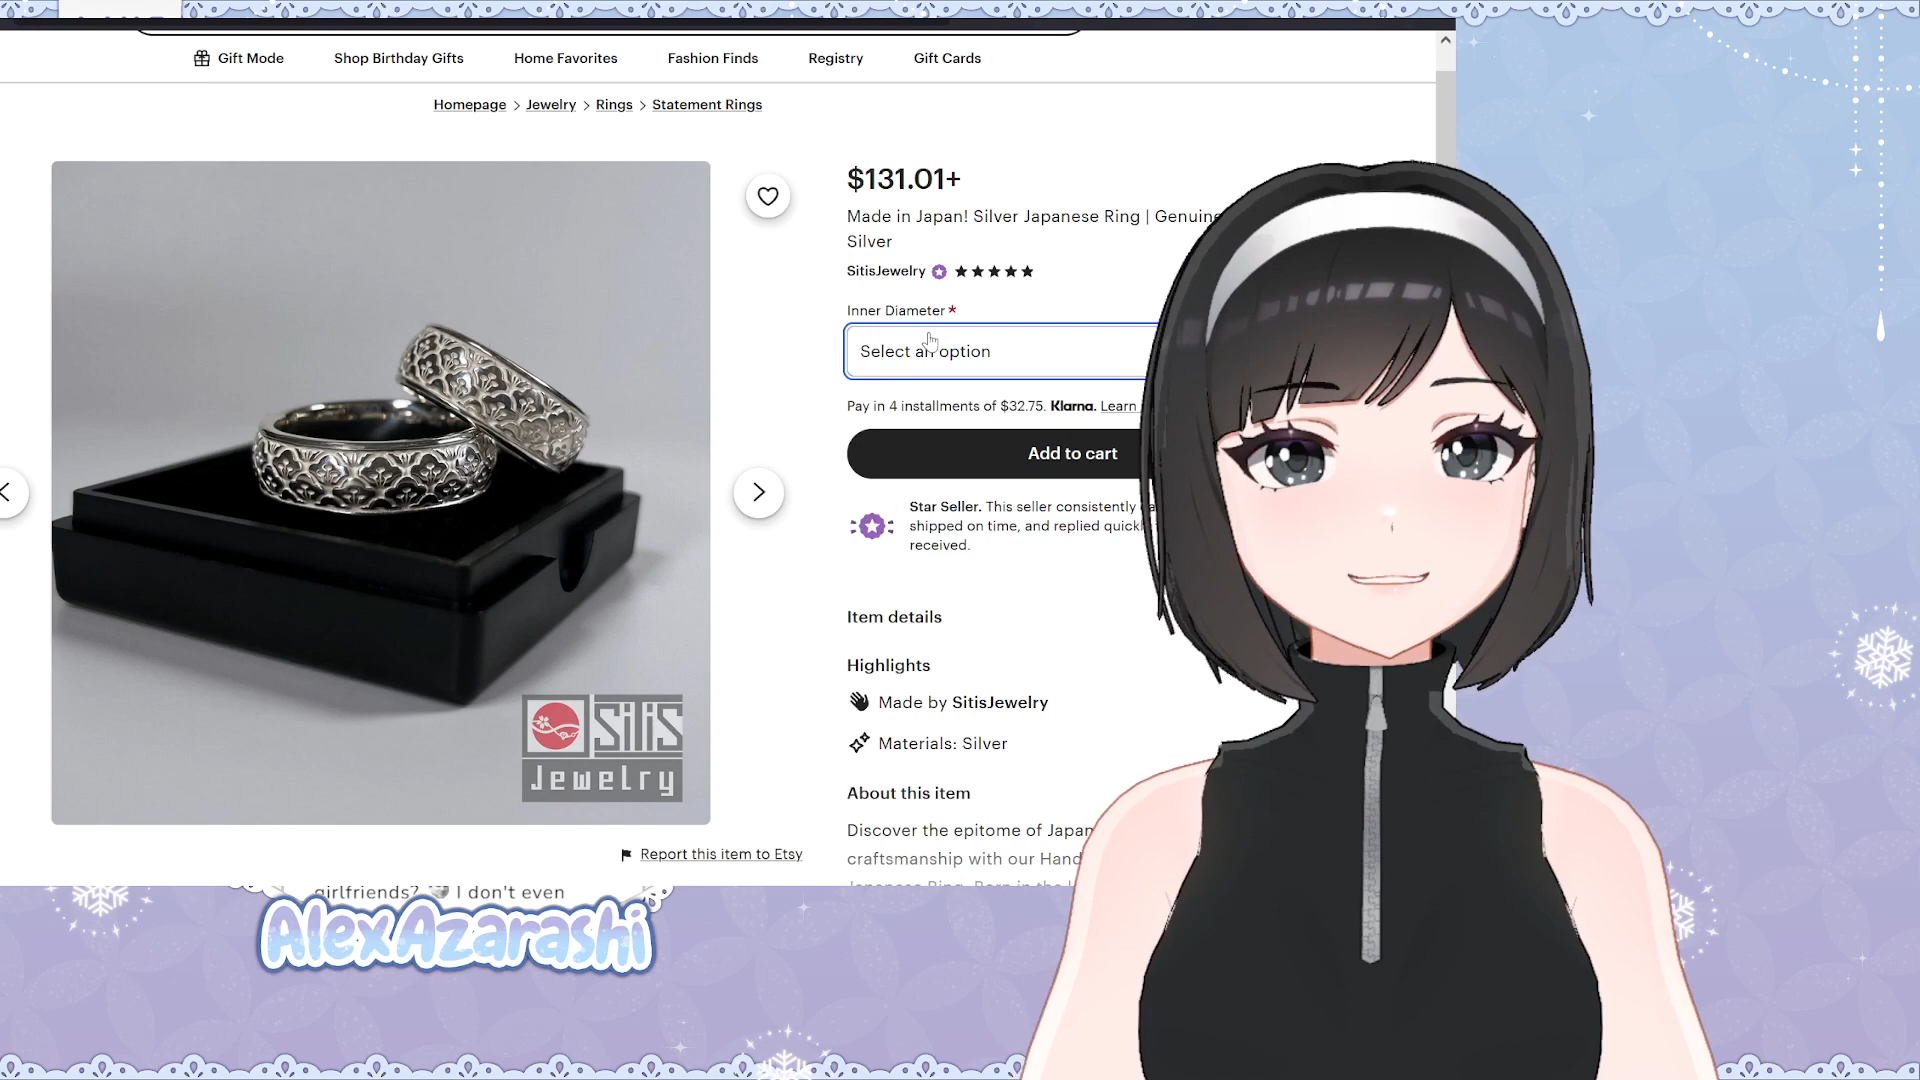 Gift Mode
Shop Birthday Gifts
Home Favorites
Fashion Finds
Registry
Gift Cards
Homepage > Jewelry > Rings > Statement Rings
$131.01+
Made in Japan! Silver Japanese Ring | Genuine
Silver
SitisJewelry
Inner Diameter *
Select an option
Pay in 4 installments of $32.75. Klarna. Learn
Add to cart
Star Seller. This seller consistently
shipped on time, and replied quick
received.
Item details
Highlights
Made by SitisJewelry
Materials: Silver
About this item
Discover the epitome of Japan
craftsmanship with our Hand
SitiS
Jewelry
Report this item to Etsy
girlfriends? I don't even
AlexAzarashi